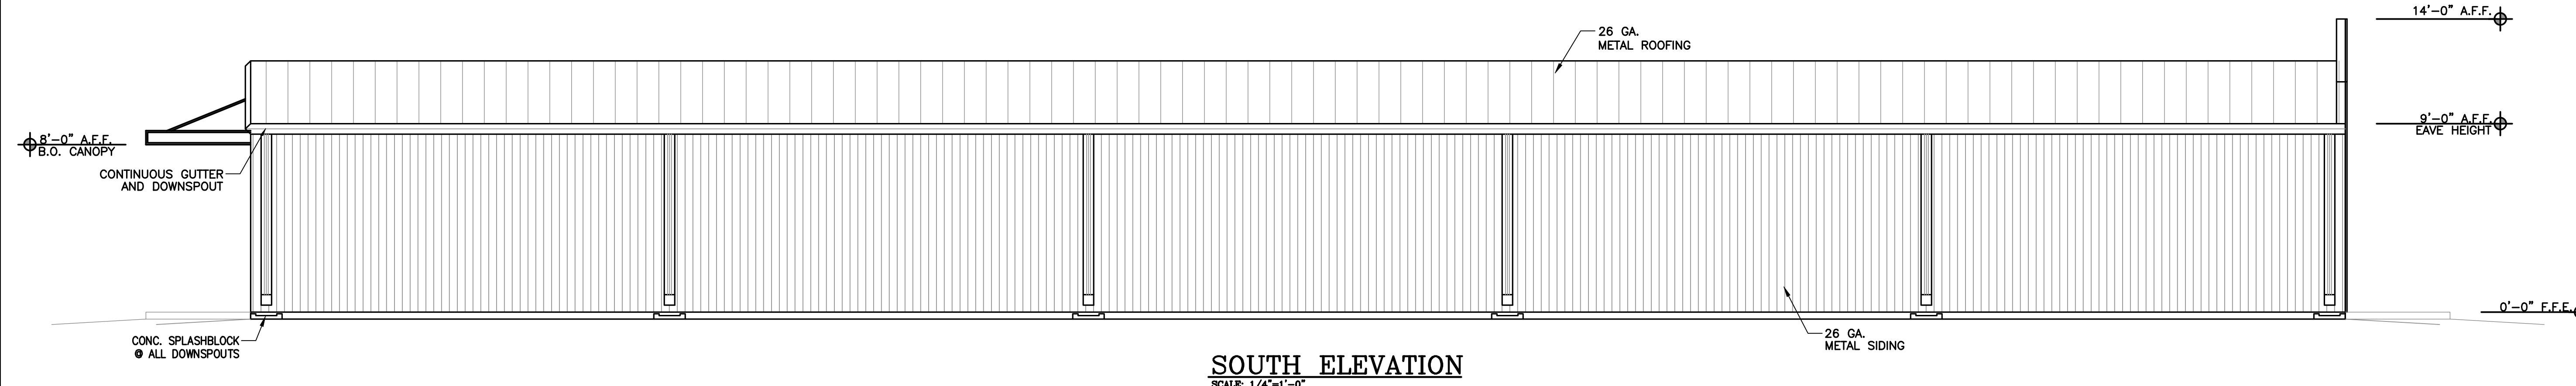 14'-0" A.F.F.
26 GA.
METAL ROOFING
9'-0" A.F.F.
EAVE HEIGHT
8'-0" A.F.F.
B.O. CANOPY
CONTINUOUS GUTTER
AND DOWNSPOUT
0'-0" F.F.E.
CONC. SPLASHBLOCK
@ ALL DOWNSPOUTS
26 GA.
METAL SIDING
SOUTH ELEVATION
SCALE: 1/4"=1'-0"